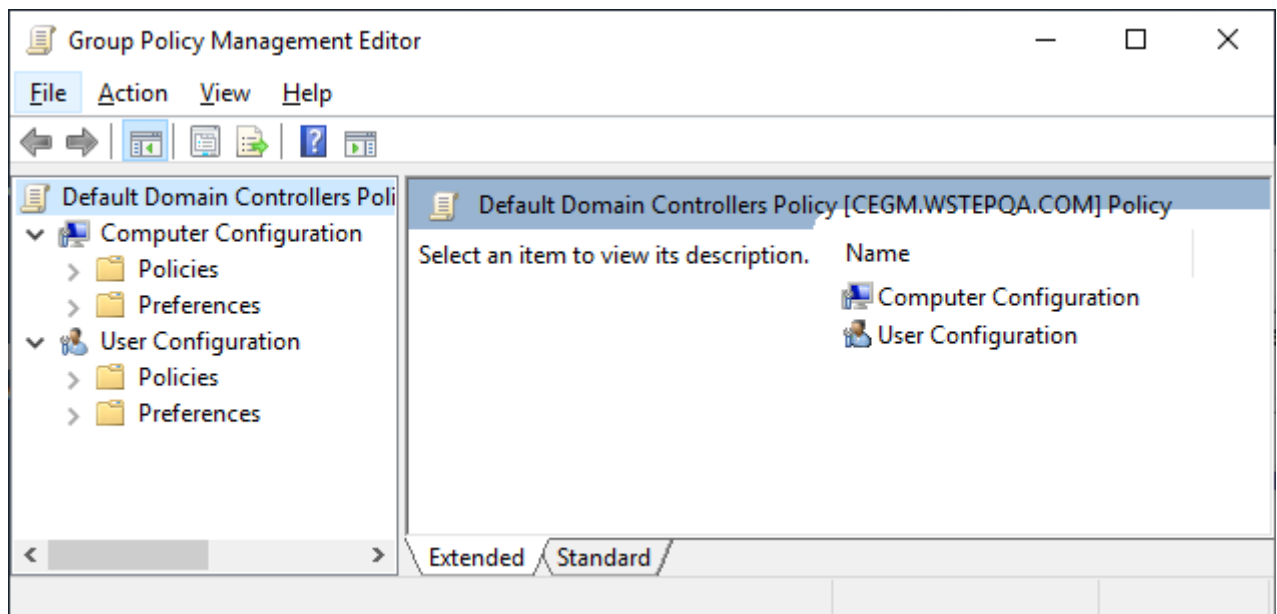 Group Policy Management Editor
File Action View Help
Default Domain Controllers Poli
Computer Configuration
Policies
Preferences
User Configuration
Policies
Preferences
Default Domain Controllers Policy [CEGM.WSTEPQA.COM] Policy
Select an item to view its description.
Name
Computer Configuration
User Configuration
Extended Standard